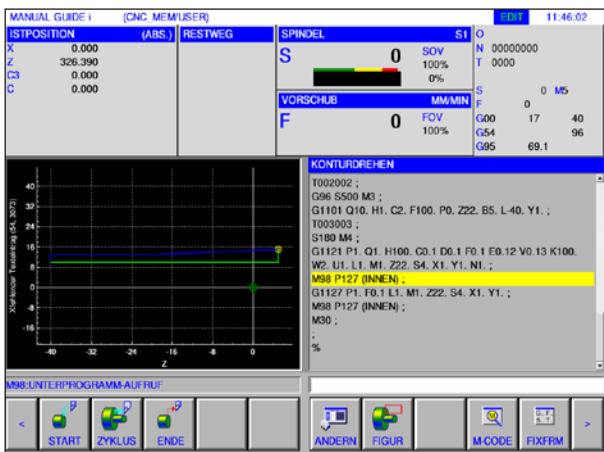 MANUAL GUIDE i (CNC_MEM/USER) EDIT 11:46:02
ISTPOSITION (ABS.) RESTWEG SPINDEL S1 O
X 0.000 N 00000000
Z 326.390 S 0 SOV T 0000
C3 0.000 100%
C 0.000 0%
S 0 M5
VORSCHUB MM/MIN F 0
F 0 FOV G00 17 40
100% G54 96
G95 69.1
KONTURDREHEN
T002002 ;
G96 S500 M3 ;
G1101 Q10. H1. C2. F100. P0. Z22. B5. L-40. Y1. ;
T003003 ;
S180 M4 ;
G1121 P1. Q1. H100. C0.1 D0.1 F0.1 E0.12 V0.13 K100.
W2. U1. L1. M1. Z22. S4. X1. Y1. N1. ;
M98 P127 (INNEN) ;
G1127 P1. F0.1 L1. M1. Z22. S4. X1. Y1. ;
M98 P127 (INNEN) ;
M30 ;
;
%
X(fehlender Texteintrag (54, 3073)
40
32
24
16
8
0
-8
-16
-40 -32 -24 -16 -8 0
Z
M98:UNTERPROGRAMM-AUFRUF
< START ZYKLUS ENDE ANDERN FIGUR M-CODE FIXFRM >